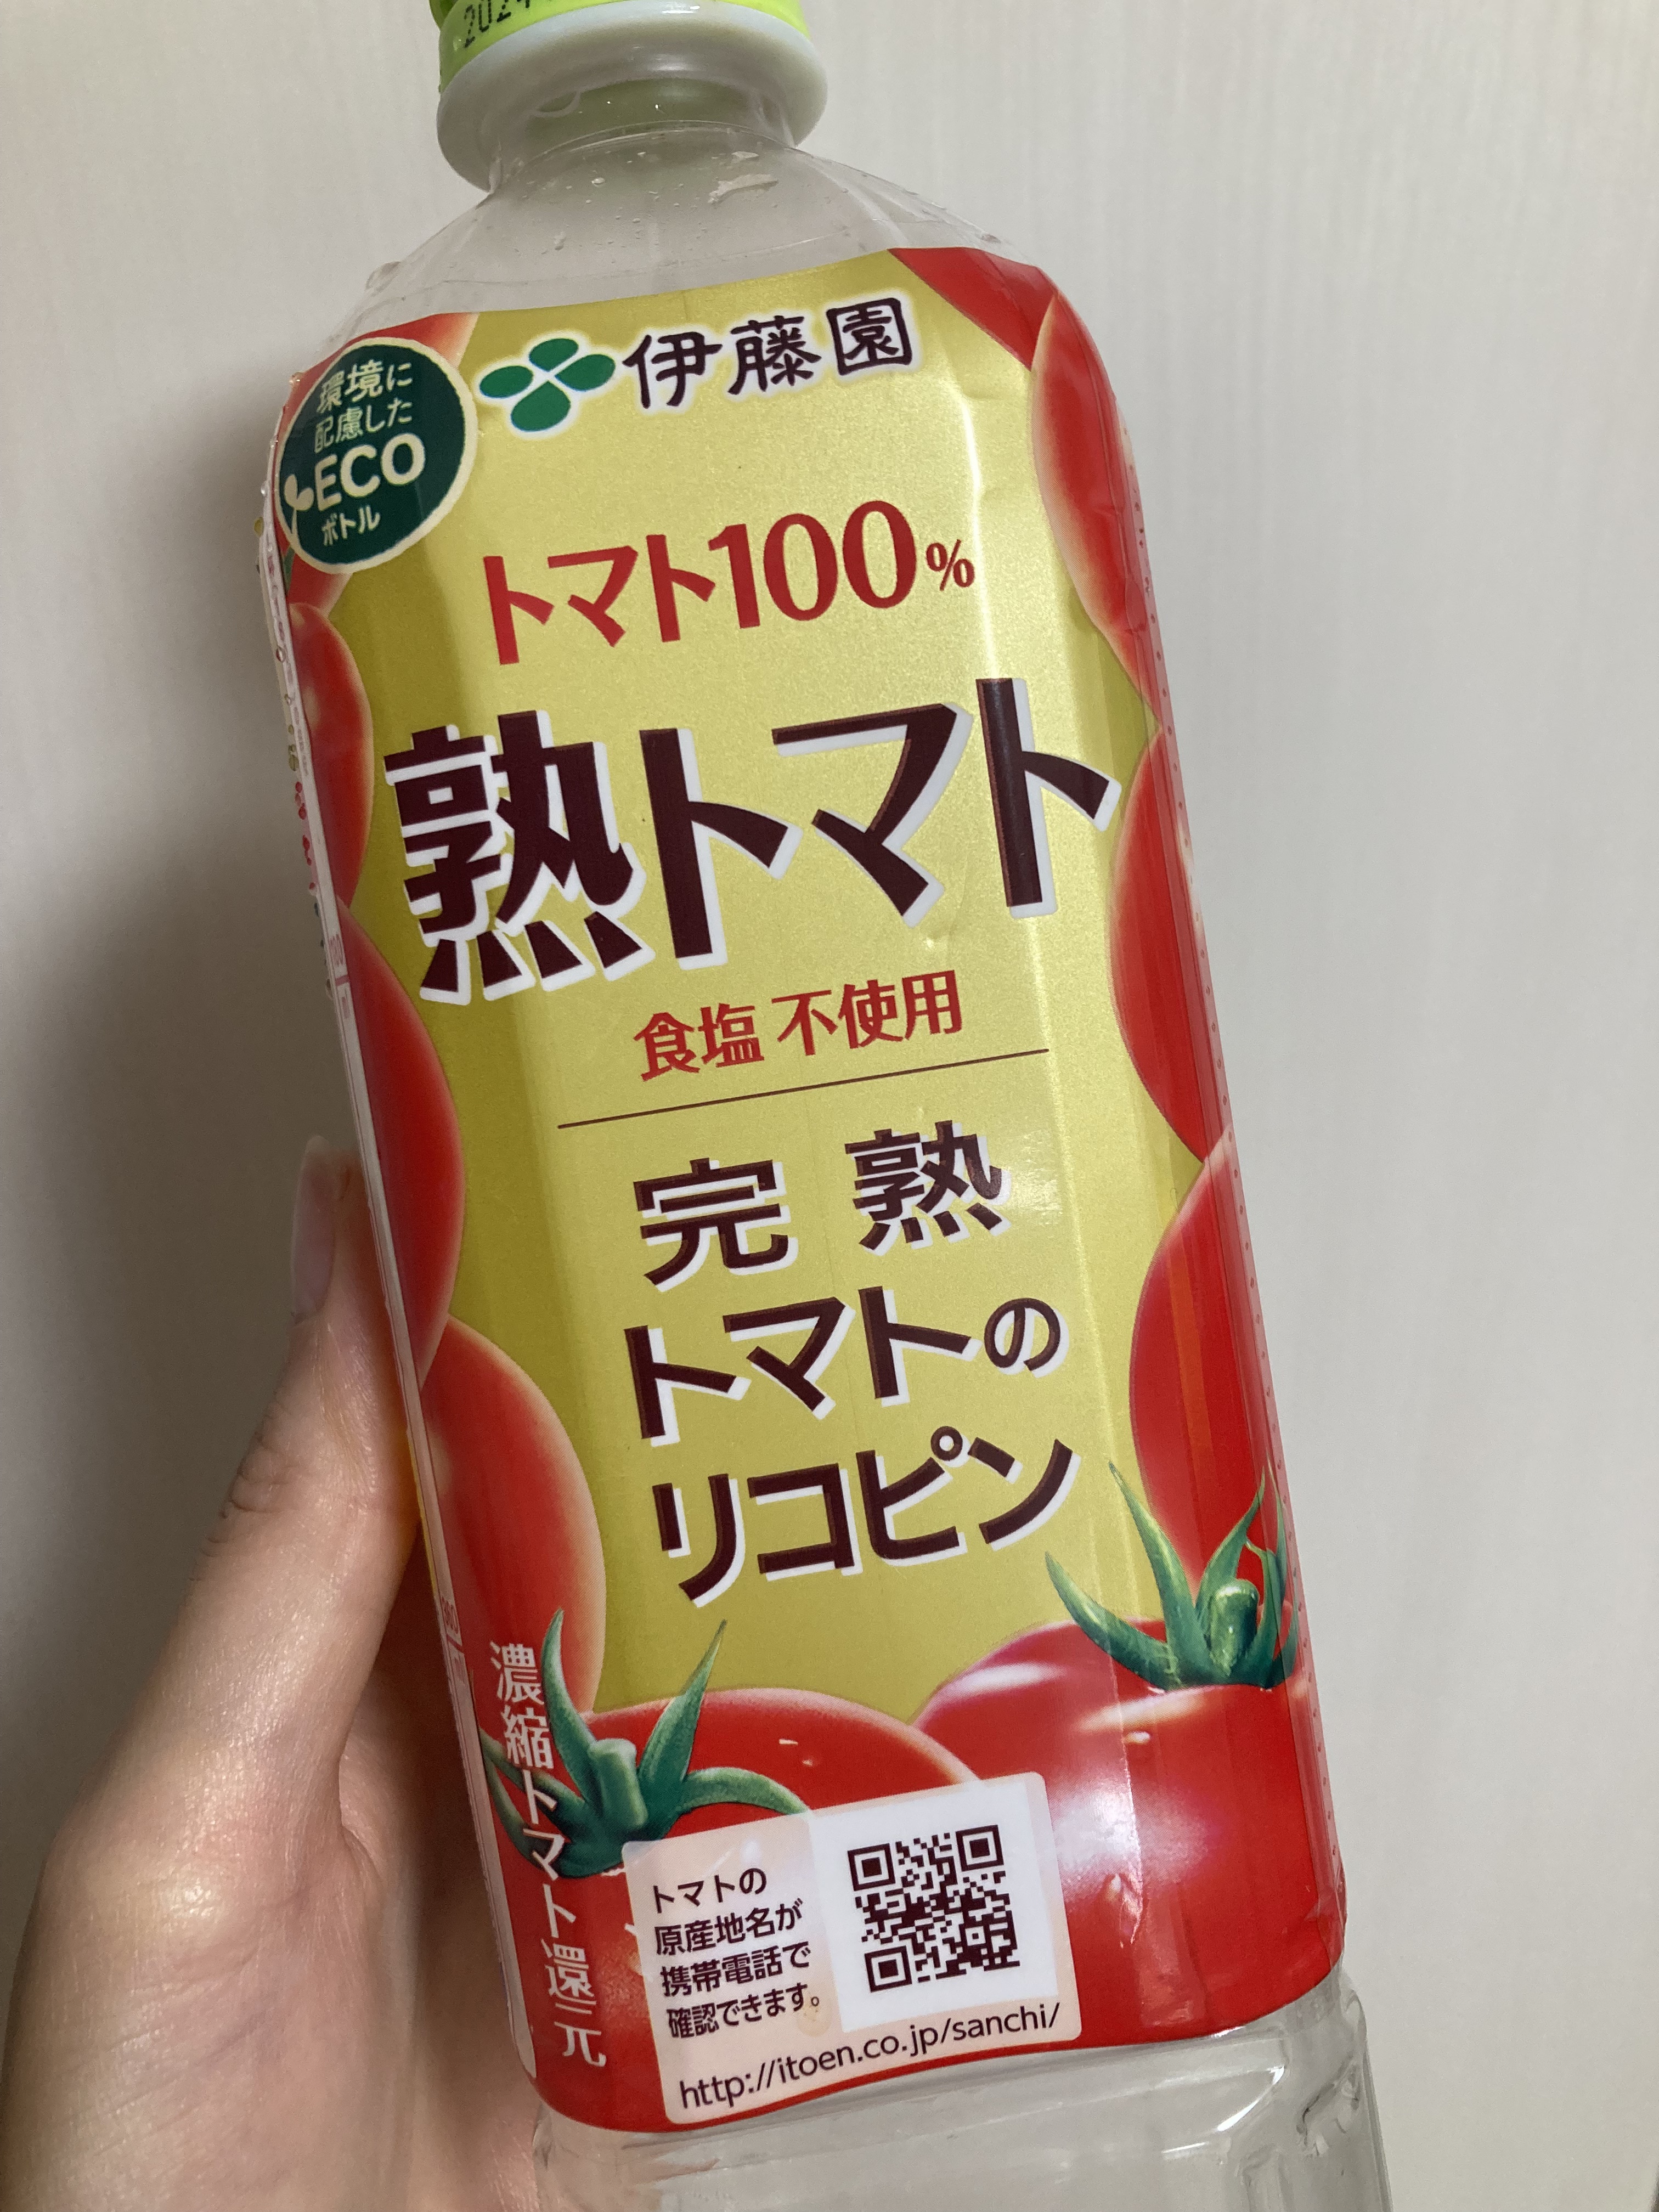 2024
環境に
配慮した
ECO
ボトル
伊藤園
トマト100%
熟トマト
食塩不使用
完熟
トマトの
リコピン
濃縮トマト還元
トマトの
原産地名が
携帯電話で
確認できます。
http://itoen.co.jp/sanchi/